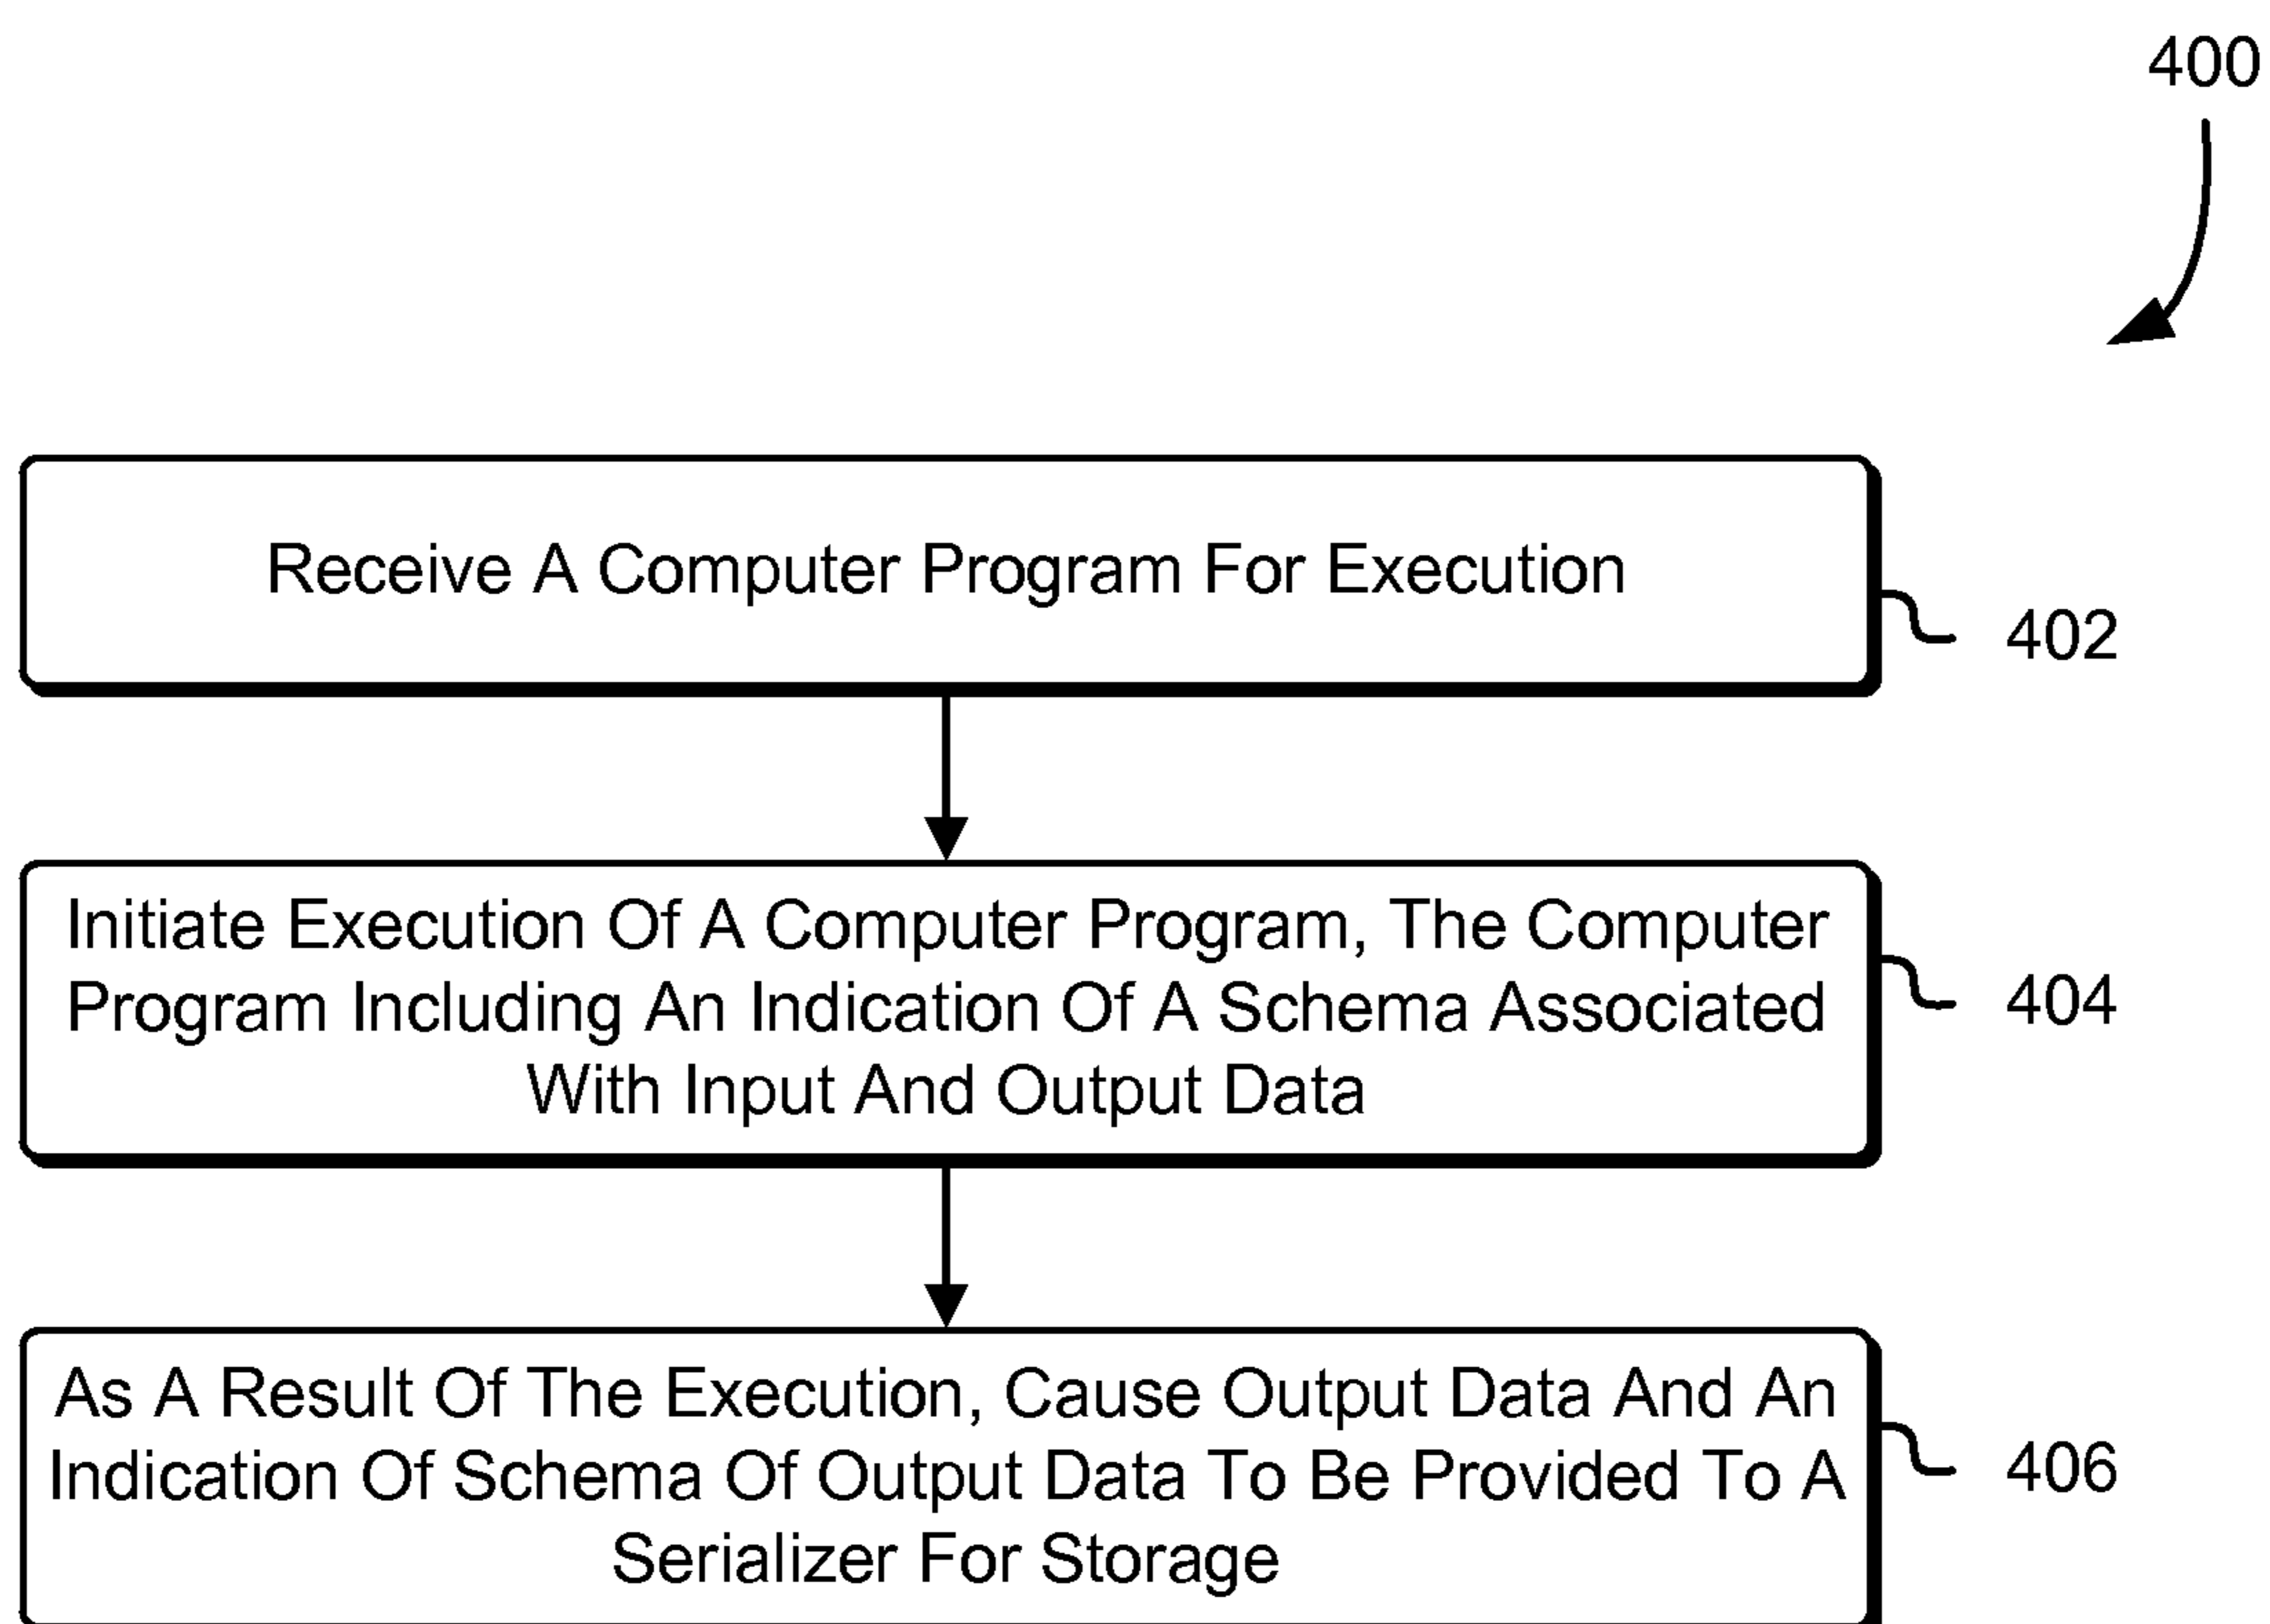 400
Receive A Computer Program For Execution
402
Initiate Execution Of A Computer Program, The Computer
Program Including An Indication Of A Schema Associated
With Input And Output Data
404
As A Result Of The Execution, Cause Output Data And An
Indication Of Schema Of Output Data To Be Provided To A
Serializer For Storage
406